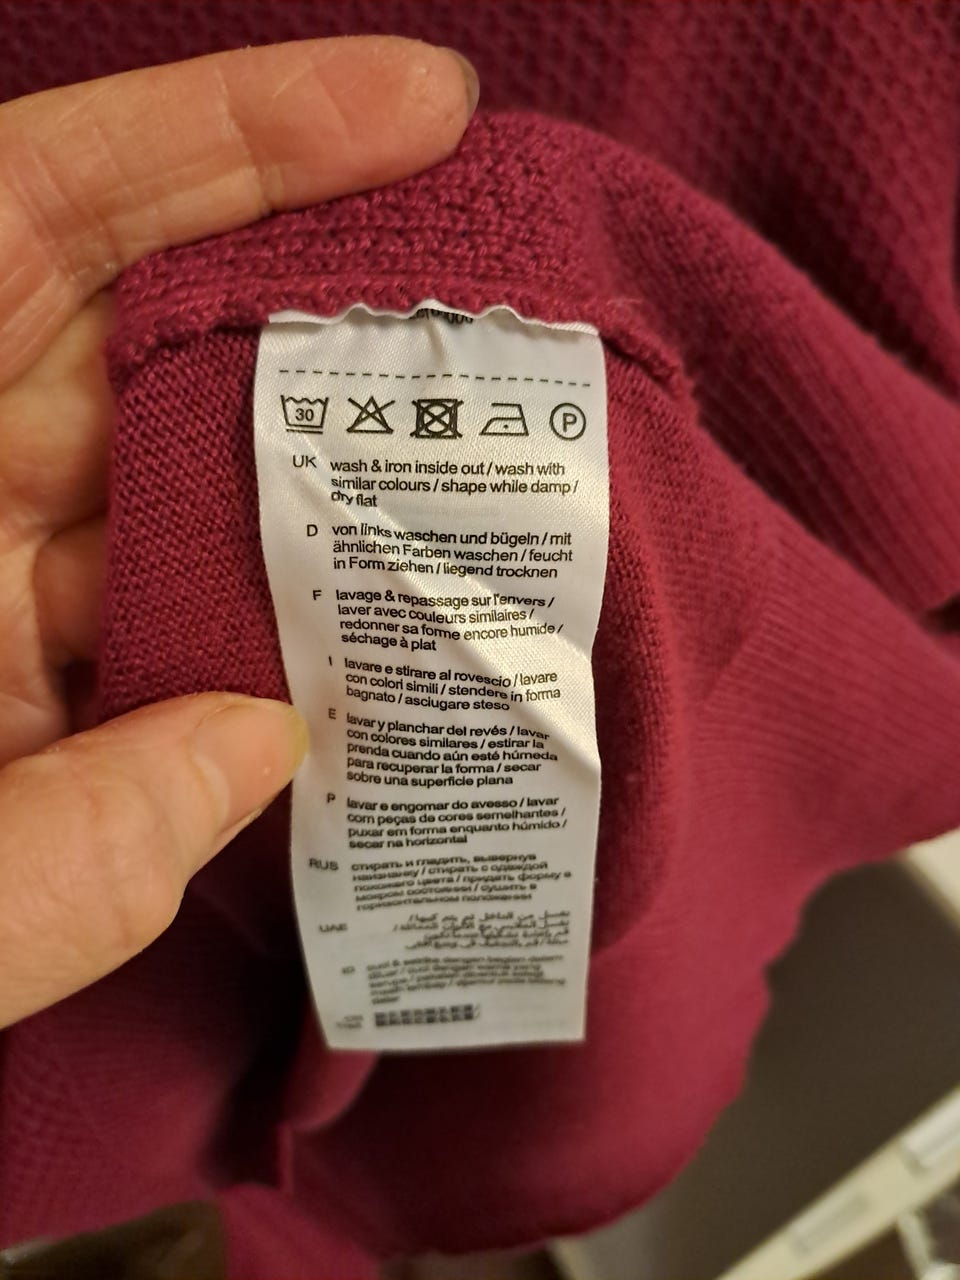 30 P
UK wash & iron inside out / wash with
similar colours / shape while damp /
dry flat
D von links waschen und bügeln / mit
ähnlichen Farben waschen / feucht
in Form ziehen / liegend trocknen
F lavage & repassage sur l'envers /
laver avec couleurs similaires /
redonner sa forme encore humide /
séchage à plat
I lavare e stirare al rovescio / lavare
con colori simili / stendere in forma
bagnato / asciugare steso
E lavar y planchar del revés / lavar
con colores similares / estirar la
prenda cuando aún esté húmeda
para recuperar la forma / secar
sobre una superficie plana
P lavar e engomar do avesso / lavar
com peças de cores semelhantes /
puxar em forma enquanto húmido /
secar na horizontal
RUS стирать и гладить, вывернув
наизнанку / стирать с одеждой
похожего цвета / придать форму в
мокром состоянии / сушить в
горизонтальном положении
UAE